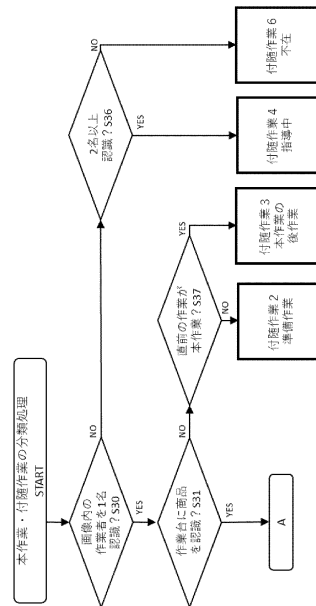 本作業・付随作業の分類処理
START
画像内の
作業者を1名
認識？S30
NO
YES
2名以上
認識？S36
NO
YES
付随作業6
不在
付随作業4
指導中
作業台に商品
を認識？S31
NO
YES
直前の作業が
本作業？S37
YES
NO
付随作業3
本作業の
後作業
付随作業2
準備作業
A